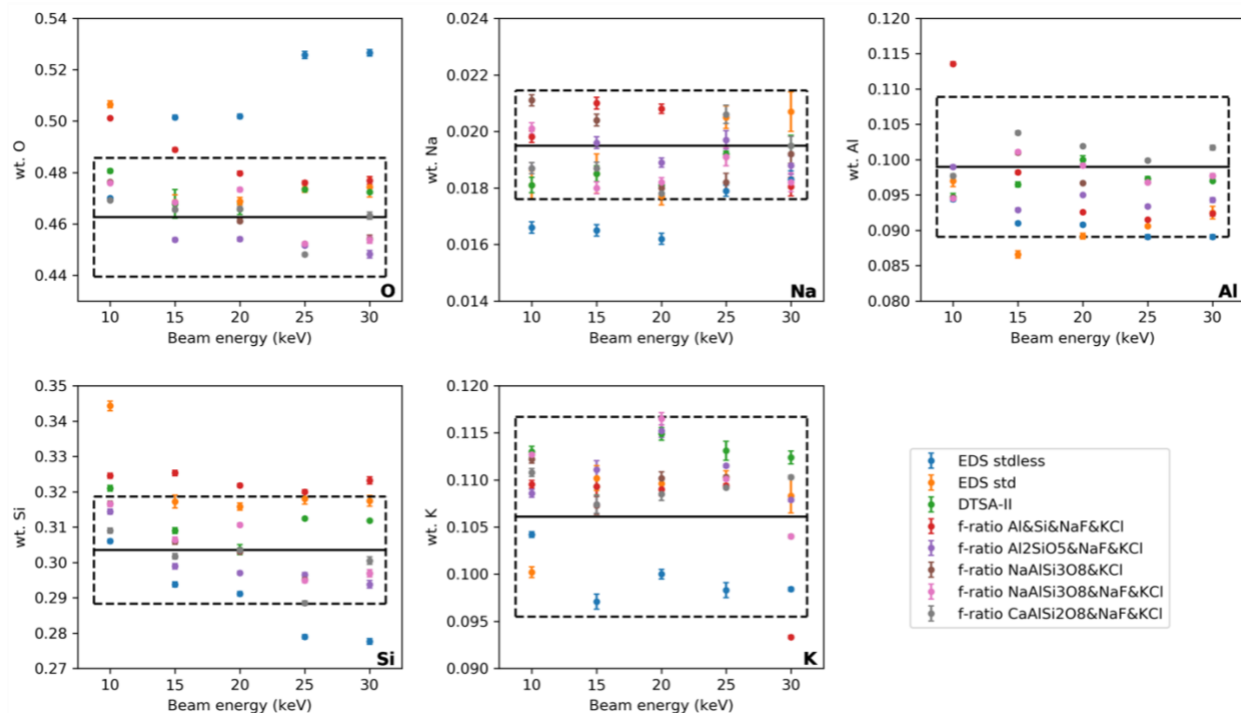 0.54
0.52
0.50
0.48
0.46
0.44
wt. O
10 15 20 25 30
Beam energy (keV)
O
0.024
0.022
0.020
0.018
0.016
0.014
wt. Na
10 15 20 25 30
Beam energy (keV)
Na
0.120
0.115
0.110
0.105
0.100
0.095
0.090
0.085
0.080
wt. Al
10 15 20 25 30
Beam energy (keV)
Al
0.35
0.34
0.33
0.32
0.31
0.30
0.29
0.28
0.27
wt. Si
10 15 20 25 30
Beam energy (keV)
Si
0.120
0.115
0.110
0.105
0.100
0.095
0.090
wt. K
10 15 20 25 30
Beam energy (keV)
K
EDS stdless
EDS std
DTSA-II
f-ratio Al&Si&NaF&KCl
f-ratio Al2SiO5&NaF&KCl
f-ratio NaAlSi3O8&KCl
f-ratio NaAlSi3O8&NaF&KCl
f-ratio CaAlSi2O8&NaF&KCl